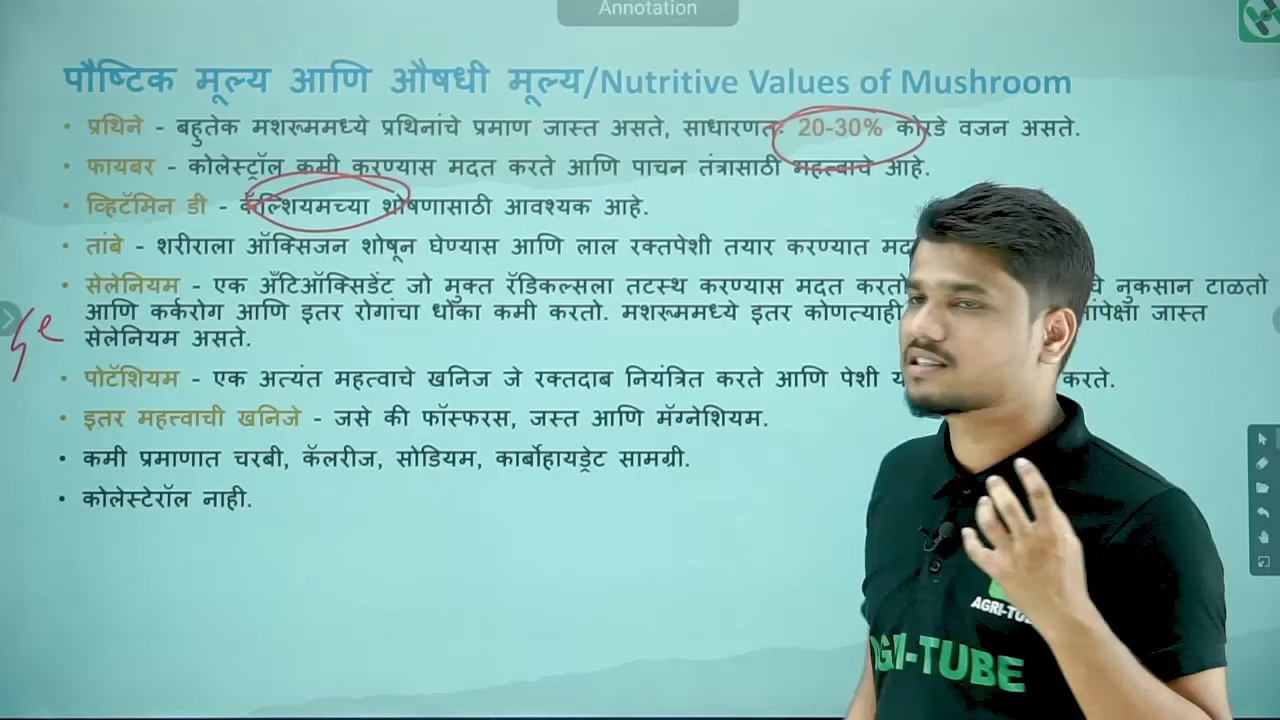 Annotation
पौष्टिक मूल्य आणि औषधी मूल्य/Nutritive Values of Mushroom
• प्रथिने - बहुतेक मशरूममध्ये प्रथिनांचे प्रमाण जास्त असते, साधारणतः 20-30% कोरडे वजन असते.
• फायबर - कोलेस्ट्रॉल कमी करण्यास मदत करते आणि पाचन तंत्रासाठी महत्त्वाचे आहे.
• व्हिटॅमिन डी - कॅल्शियमच्या शोषणासाठी आवश्यक आहे.
• तांबे - शरीराला ऑक्सिजन शोषून घेण्यास आणि लाल रक्तपेशी तयार करण्यात
• सेलेनियम - एक अँटिऑक्सिडेंट जो मुक्त रॅडिकल्सला तटस्थ करण्यास मदत करतो नुकसान टाळतो
आणि कर्करोग आणि इतर रोगांचा धोका कमी करतो. मशरूममध्ये इतर कोणत्याही जास्त
Se सेलेनियम असते.
• पोटॅशियम - एक अत्यंत महत्वाचे खनिज जे रक्तदाब नियंत्रित करते आणि पेशी करते.
• इतर महत्त्वाची खनिजे - जसे की फॉस्फरस, जस्त आणि मॅग्नेशियम.
• कमी प्रमाणात चरबी, कॅलरीज, सोडियम, कार्बोहायड्रेट सामग्री.
• कोलेस्टेरॉल नाही.
AGRI-TUBE